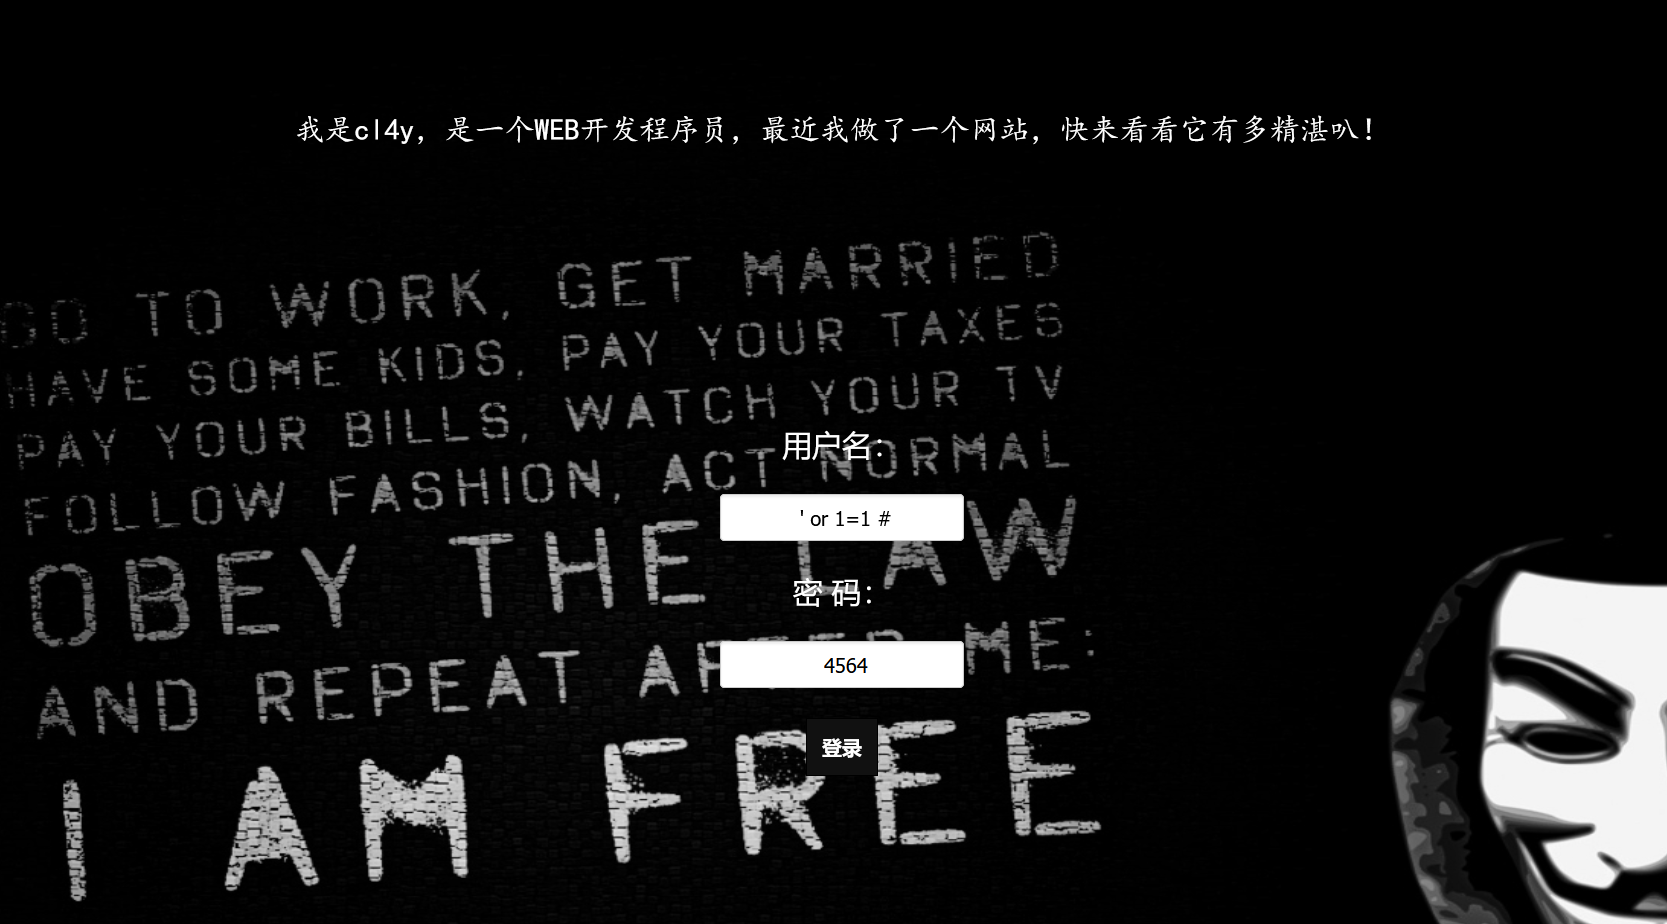 我是cl4y，是一个WEB开发程序员，最近我做了一个网站，快来看看它有多精湛叭！
GO TO WORK, GET MARRIED
HAVE SOME KIDS, PAY YOUR TAXES
PAY YOUR BILLS, WATCH YOUR TV
FOLLOW FASHION, ACT NORMAL
OBEY THE LAW
AND REPEAT AFTER ME:
I AM FREE
用户名：
' or 1=1 #
密 码：
4564
登录